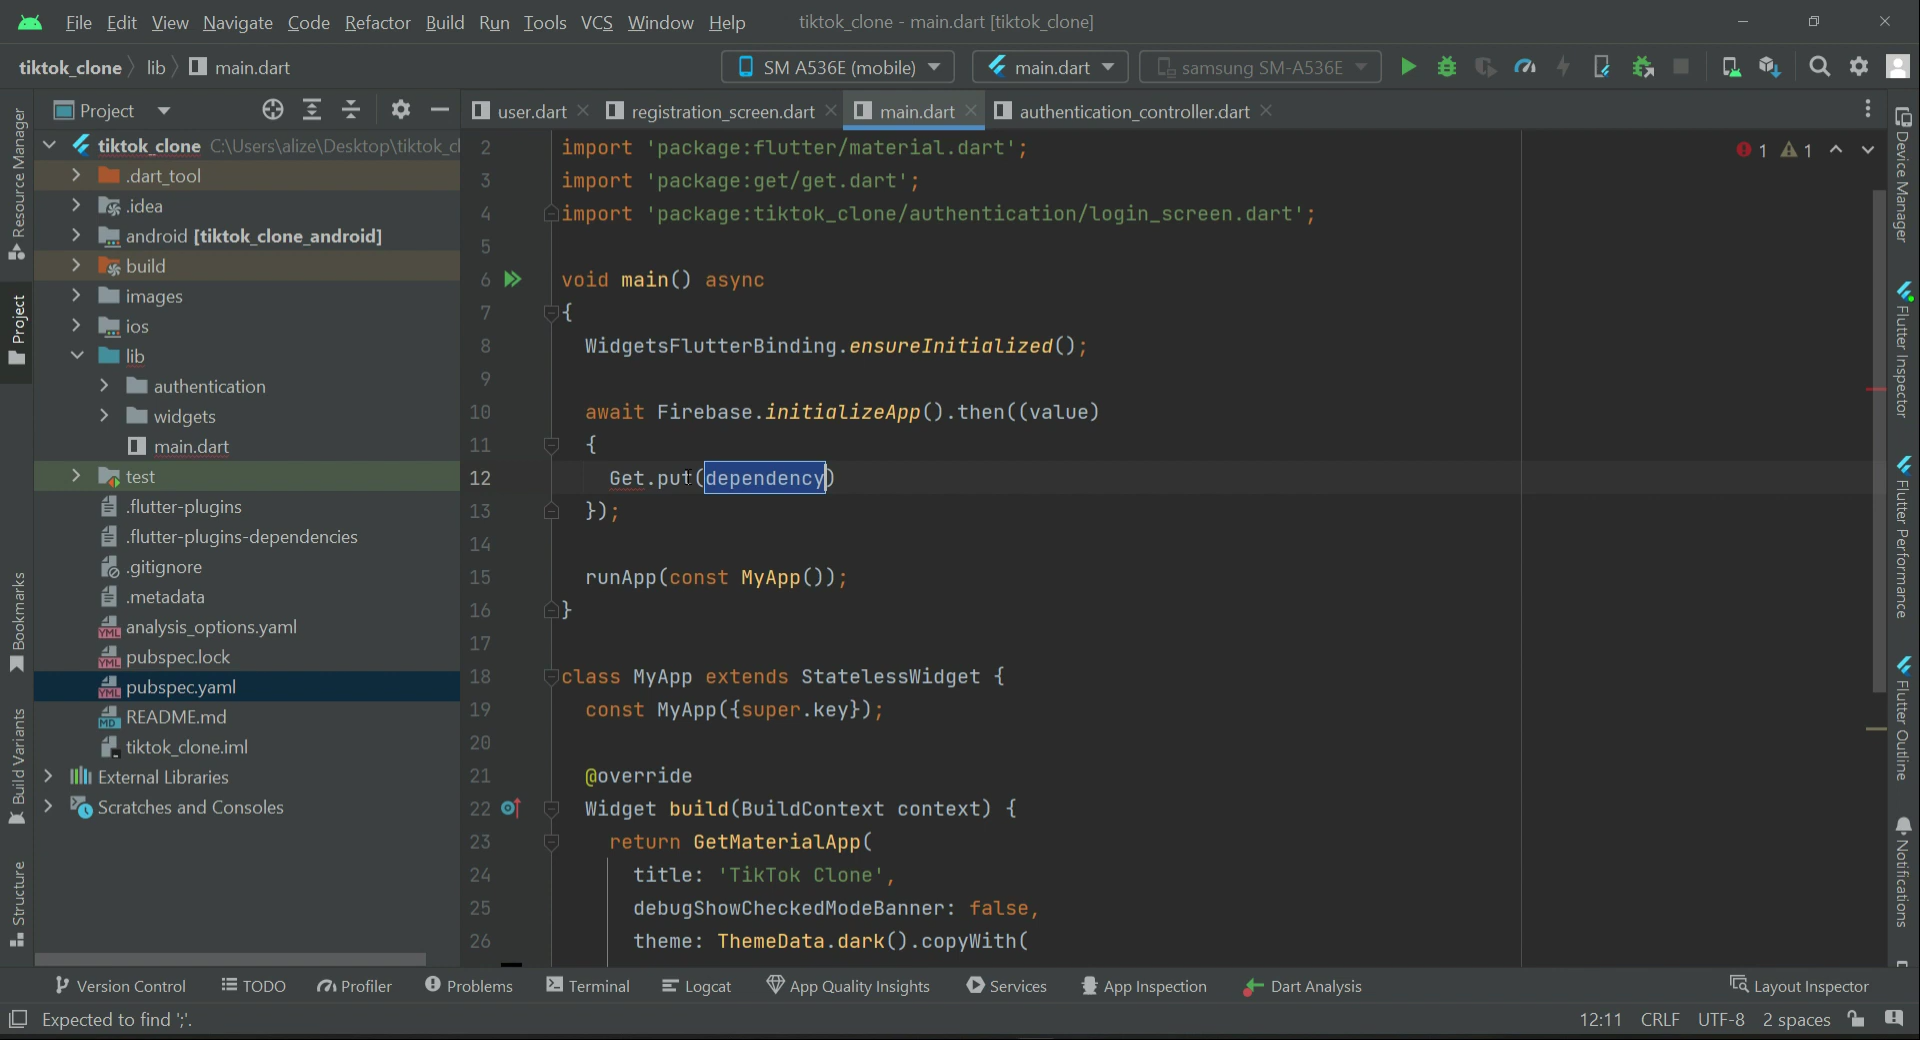 File Edit View Navigate Code Refactor Build Run Tools VCS Window Help tiktok_clone - main.dart [tiktok_clone]
tiktok_clone lib main.dart SM A536E (mobile) main.dart samsung SM-A536E
Project user.dart registration_screen.dart main.dart authentication_controller.dart
tiktok_clone C:\Users\alize\Desktop\tiktok_cl
.dart_tool
.idea
android [tiktok_clone_android]
build
images
ios
lib
authentication
widgets
main.dart
test
.flutter-plugins
.flutter-plugins-dependencies
.gitignore
.metadata
analysis_options.yaml
pubspec.lock
pubspec.yaml
README.md
tiktok_clone.iml
External Libraries
Scratches and Consoles
Resource Manager
Project
Bookmarks
Build Variants
Structure
2 import 'package:flutter/material.dart';
3 import 'package:get/get.dart';
4 import 'package:tiktok_clone/authentication/login_screen.dart';
5
6 void main() async
7 {
8 WidgetsFlutterBinding.ensureInitialized();
9
10 await Firebase.initializeApp().then((value)
11 {
12 Get.put(dependency)
13 });
14
15 runApp(const MyApp());
16 }
17
18 class MyApp extends StatelessWidget {
19 const MyApp({super.key});
20
21 @override
22 Widget build(BuildContext context) {
23 return GetMaterialApp(
24 title: 'TikTok Clone',
25 debugShowCheckedModeBanner: false,
26 theme: ThemeData.dark().copyWith(
1 1
Device Manager
Flutter Inspector
Flutter Performance
Flutter Outline
Notifications
Version Control TODO Profiler Problems Terminal Logcat App Quality Insights Services App Inspection Dart Analysis Layout Inspector
Expected to find ';'. 12:11 CRLF UTF-8 2 spaces